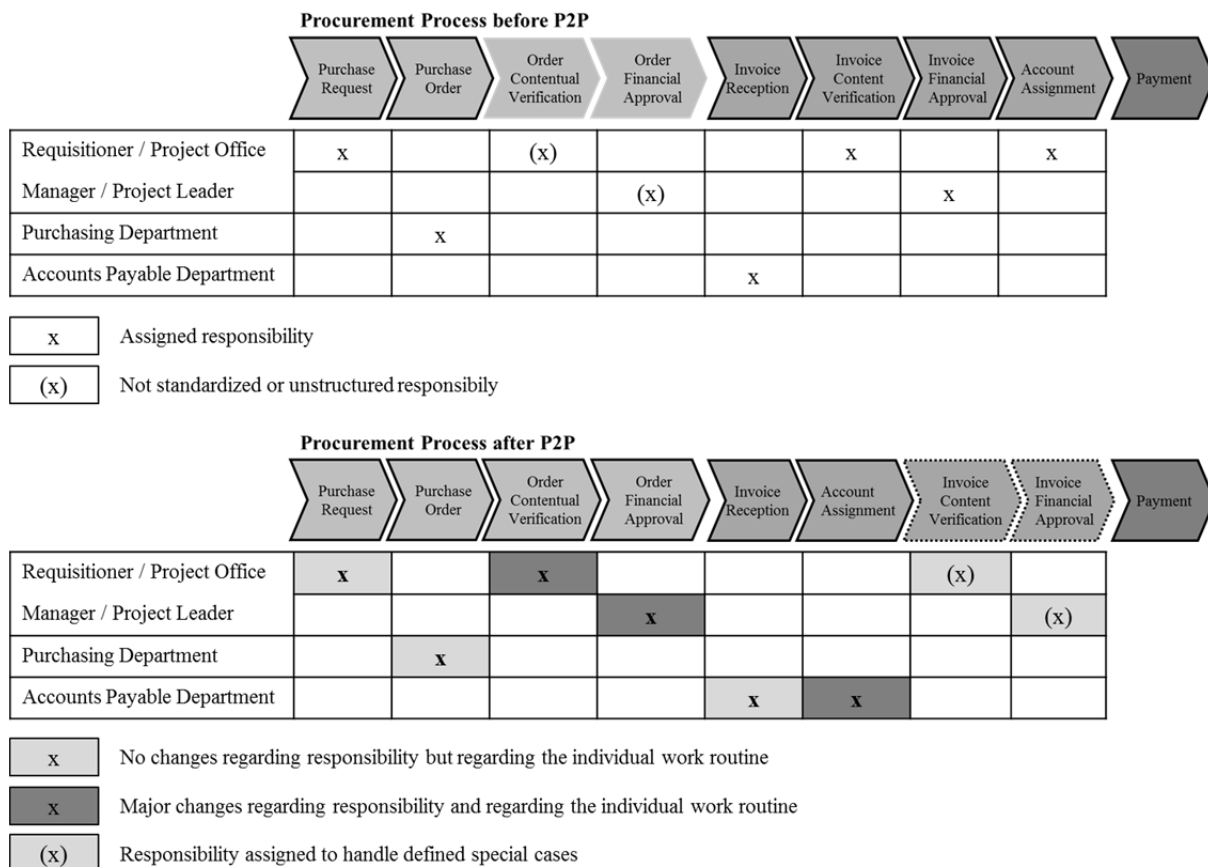 Procurement Process before P2P
Purchase
Request
Purchase
Order
Order
Contentual
Verification
Order
Financial
Approval
Invoice
Reception
Invoice
Content
Verification
Invoice
Financial
Approval
Account
Assignment
Payment
Requisitioner / Project Office x (x) x x
Manager / Project Leader (x) x
Purchasing Department x
Accounts Payable Department x
x Assigned responsibility
(x) Not standardized or unstructured responsibily
Procurement Process after P2P
Purchase
Request
Purchase
Order
Order
Contentual
Verification
Order
Financial
Approval
Invoice
Reception
Account
Assignment
Invoice
Content
Verification
Invoice
Financial
Approval
Payment
Requisitioner / Project Office x x (x)
Manager / Project Leader x (x)
Purchasing Department x
Accounts Payable Department x x
x No changes regarding responsibility but regarding the individual work routine
x Major changes regarding responsibility and regarding the individual work routine
(x) Responsibility assigned to handle defined special cases